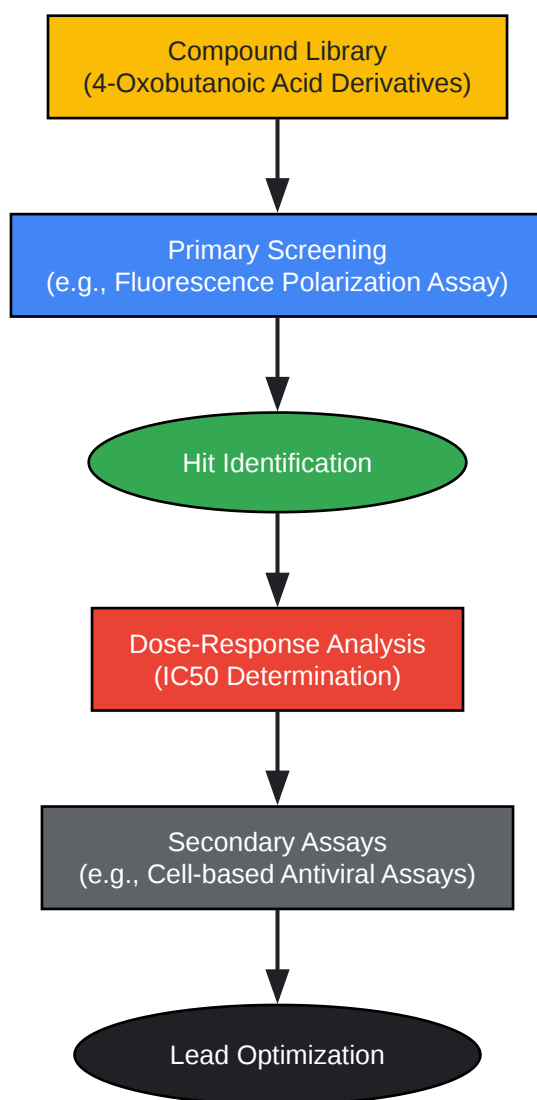 Compound Library
(4-Oxobutanoic Acid Derivatives)
Primary Screening
(e.g., Fluorescence Polarization Assay)
Hit Identification
Dose-Response Analysis
(IC50 Determination)
Secondary Assays
(e.g., Cell-based Antiviral Assays)
Lead Optimization